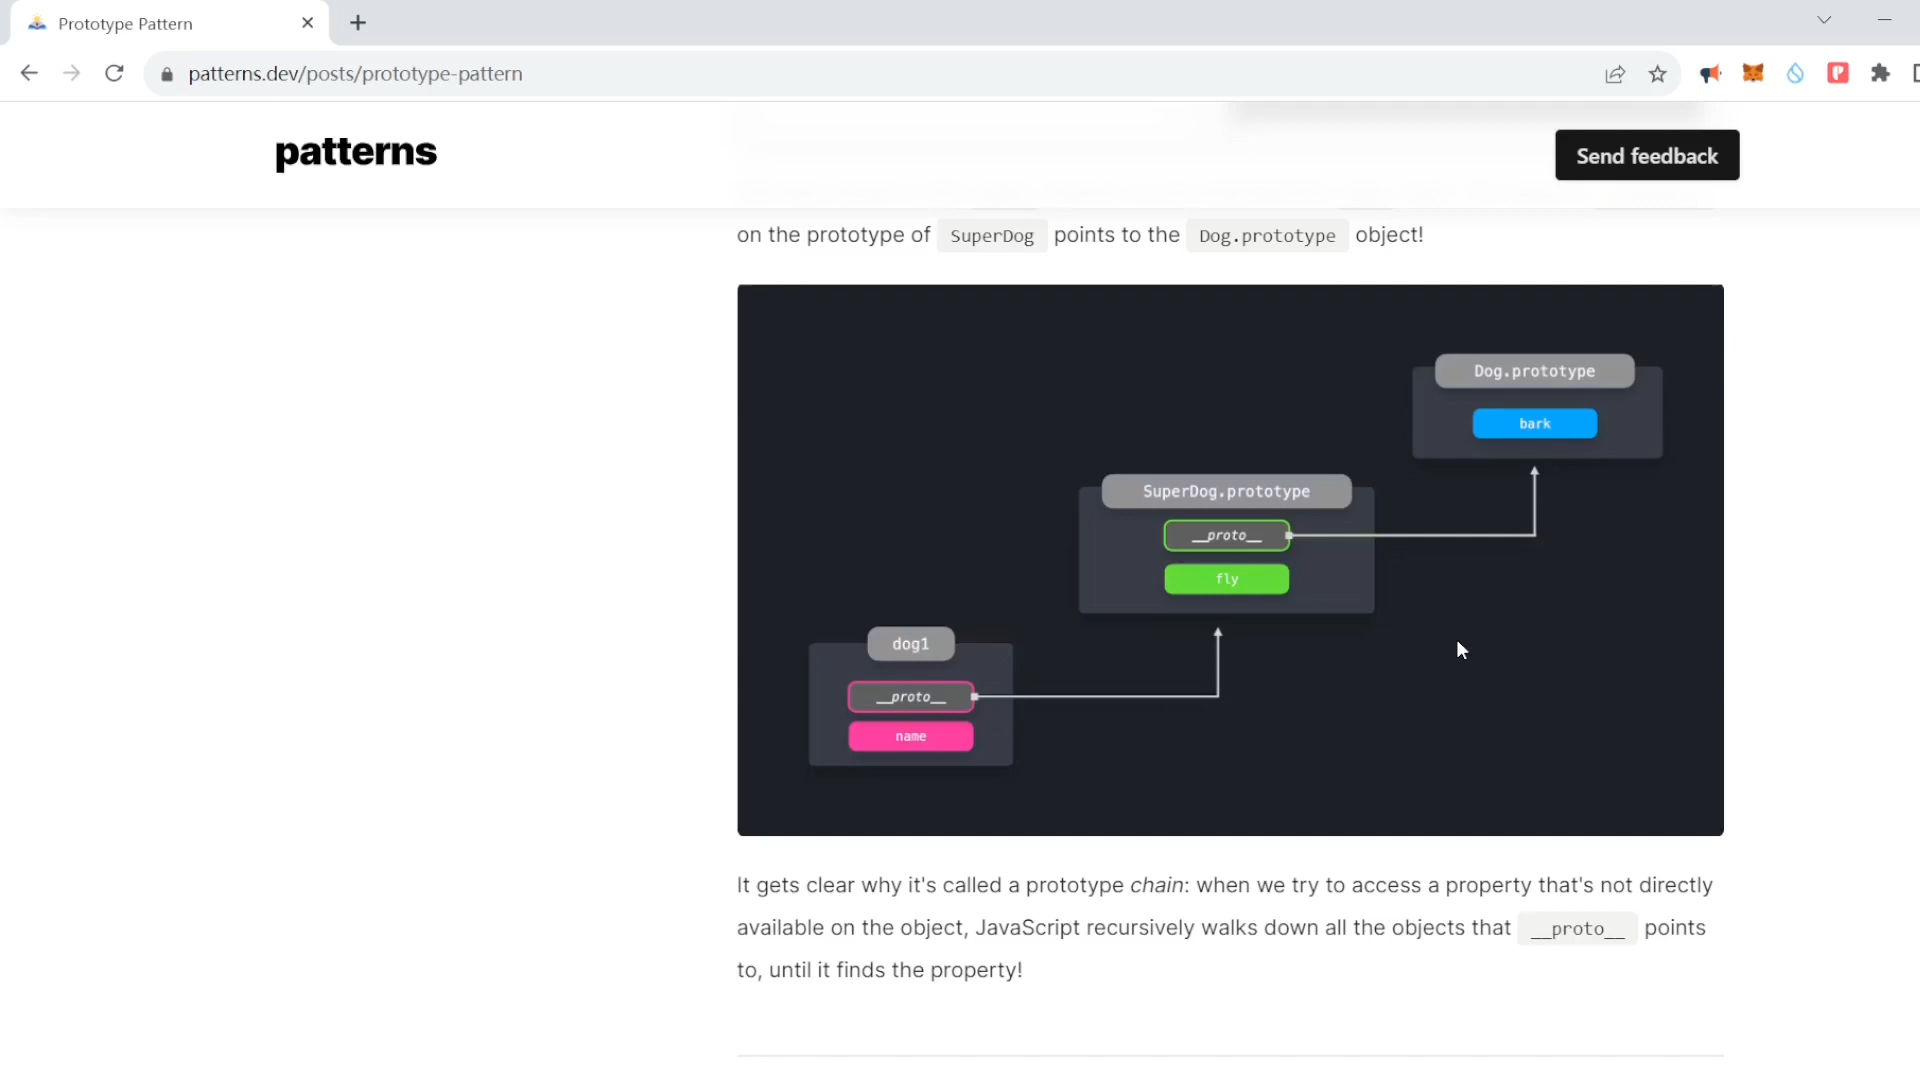 Prototype Pattern
patterns.dev/posts/prototype-pattern
patterns
Send feedback
on the prototype of SuperDog points to the Dog.prototype object!
Dog.prototype
bark
SuperDog.prototype
__proto__
fly
dog1
__proto__
name
It gets clear why it's called a prototype chain: when we try to access a property that's not directly
available on the object, JavaScript recursively walks down all the objects that __proto__ points
to, until it finds the property!